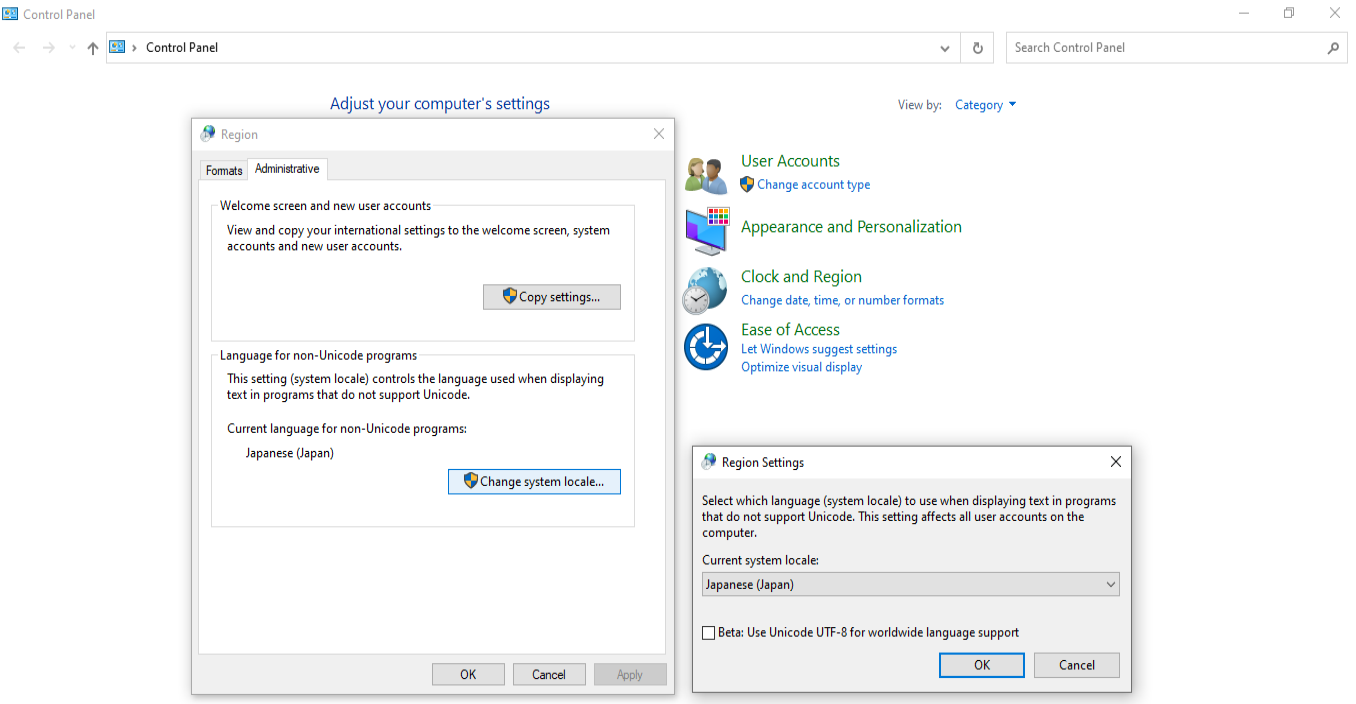 Control Panel
Control Panel
Search Control Panel
Adjust your computer's settings
View by: Category
Region
Formats
Administrative
Welcome screen and new user accounts
View and copy your international settings to the welcome screen, system
accounts and new user accounts.
Copy settings...
Language for non-Unicode programs
This setting (system locale) controls the language used when displaying
text in programs that do not support Unicode.
Current language for non-Unicode programs:
Japanese (Japan)
Change system locale...
OK
Cancel
Apply
User Accounts
Change account type
Appearance and Personalization
Clock and Region
Change date, time, or number formats
Ease of Access
Let Windows suggest settings
Optimize visual display
Region Settings
Select which language (system locale) to use when displaying text in programs
that do not support Unicode. This setting affects all user accounts on the
computer.
Current system locale:
Japanese (Japan)
Beta: Use Unicode UTF-8 for worldwide language support
OK
Cancel